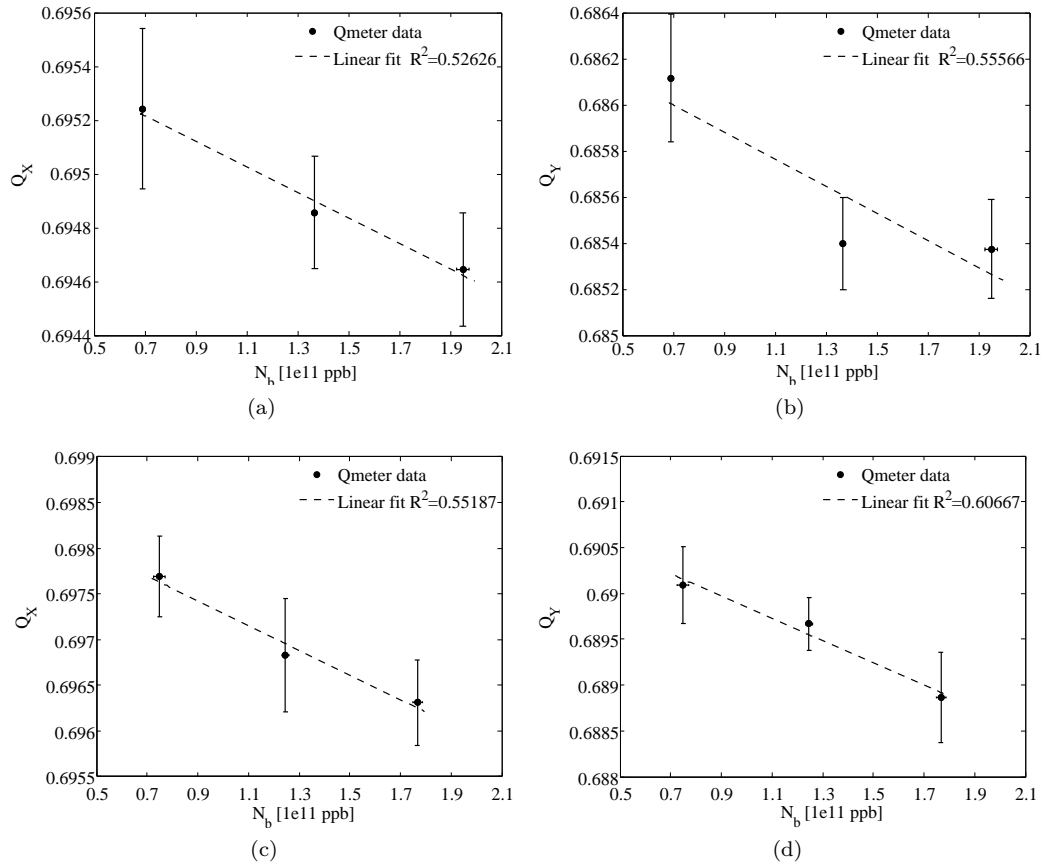 0.6956
0.6954
0.6952
0.695
0.6948
0.6946
0.6944
Q_X
Qmeter data
Linear fit R^2=0.52626
0.5 0.7 0.9 1.1 1.3 1.5 1.7 1.9 2.1
N_b [1e11 ppb]
(a)
0.6864
0.6862
0.686
0.6858
0.6856
0.6854
0.6852
0.685
Q_Y
Qmeter data
Linear fit R^2=0.55566
0.5 0.7 0.9 1.1 1.3 1.5 1.7 1.9 2.1
N_b [1e11 ppb]
(b)
0.699
0.6985
0.698
0.6975
0.697
0.6965
0.696
0.6955
Q_X
Qmeter data
Linear fit R^2=0.55187
0.5 0.7 0.9 1.1 1.3 1.5 1.7 1.9 2.1
N_b [1e11 ppb]
(c)
0.6915
0.691
0.6905
0.69
0.6895
0.689
0.6885
0.688
Q_Y
Qmeter data
Linear fit R^2=0.60667
0.5 0.7 0.9 1.1 1.3 1.5 1.7 1.9 2.1
N_b [1e11 ppb]
(d)